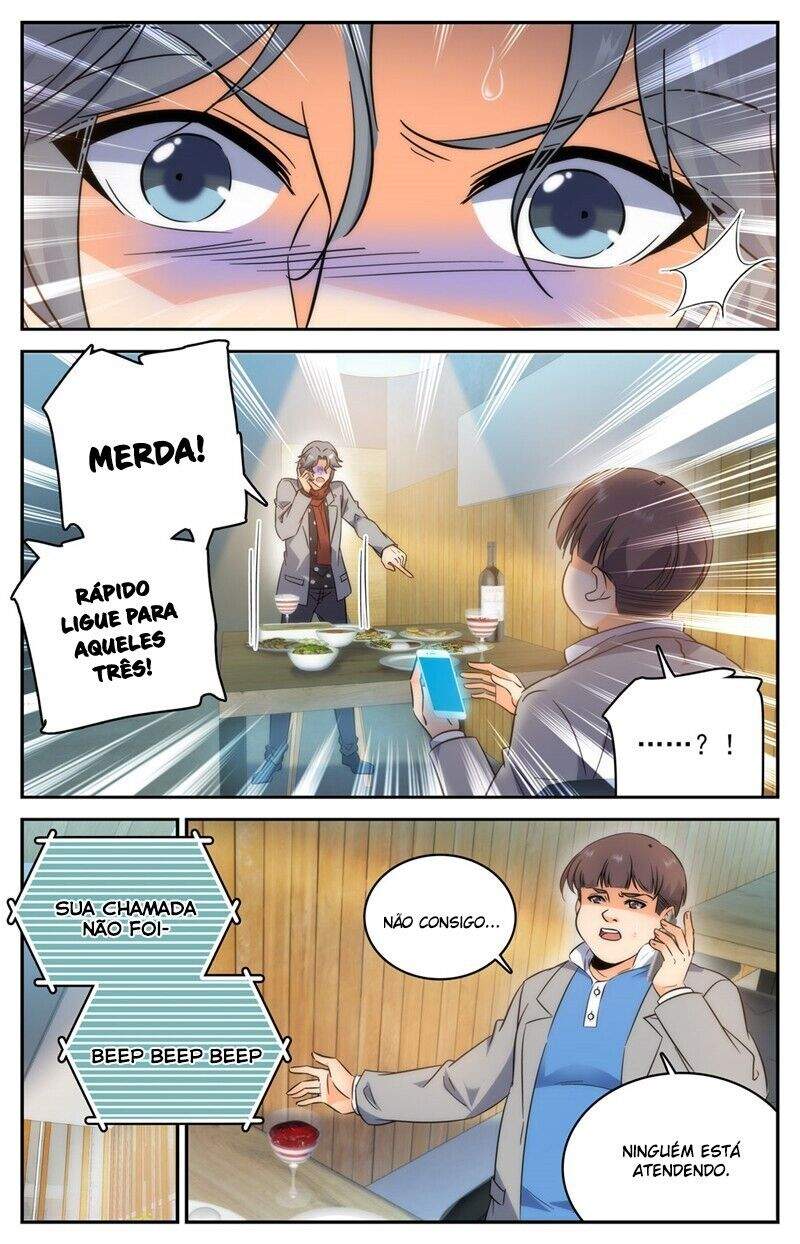 MERDA!
RÁPIDO
LIGUE PARA
AQUELES
TRÊS!
......? !
SUA CHAMADA
NÃO FOI-
BEEP BEEP BEEP
NÃO CONSIGO...
NINGUÉM ESTÁ
ATENDENDO.